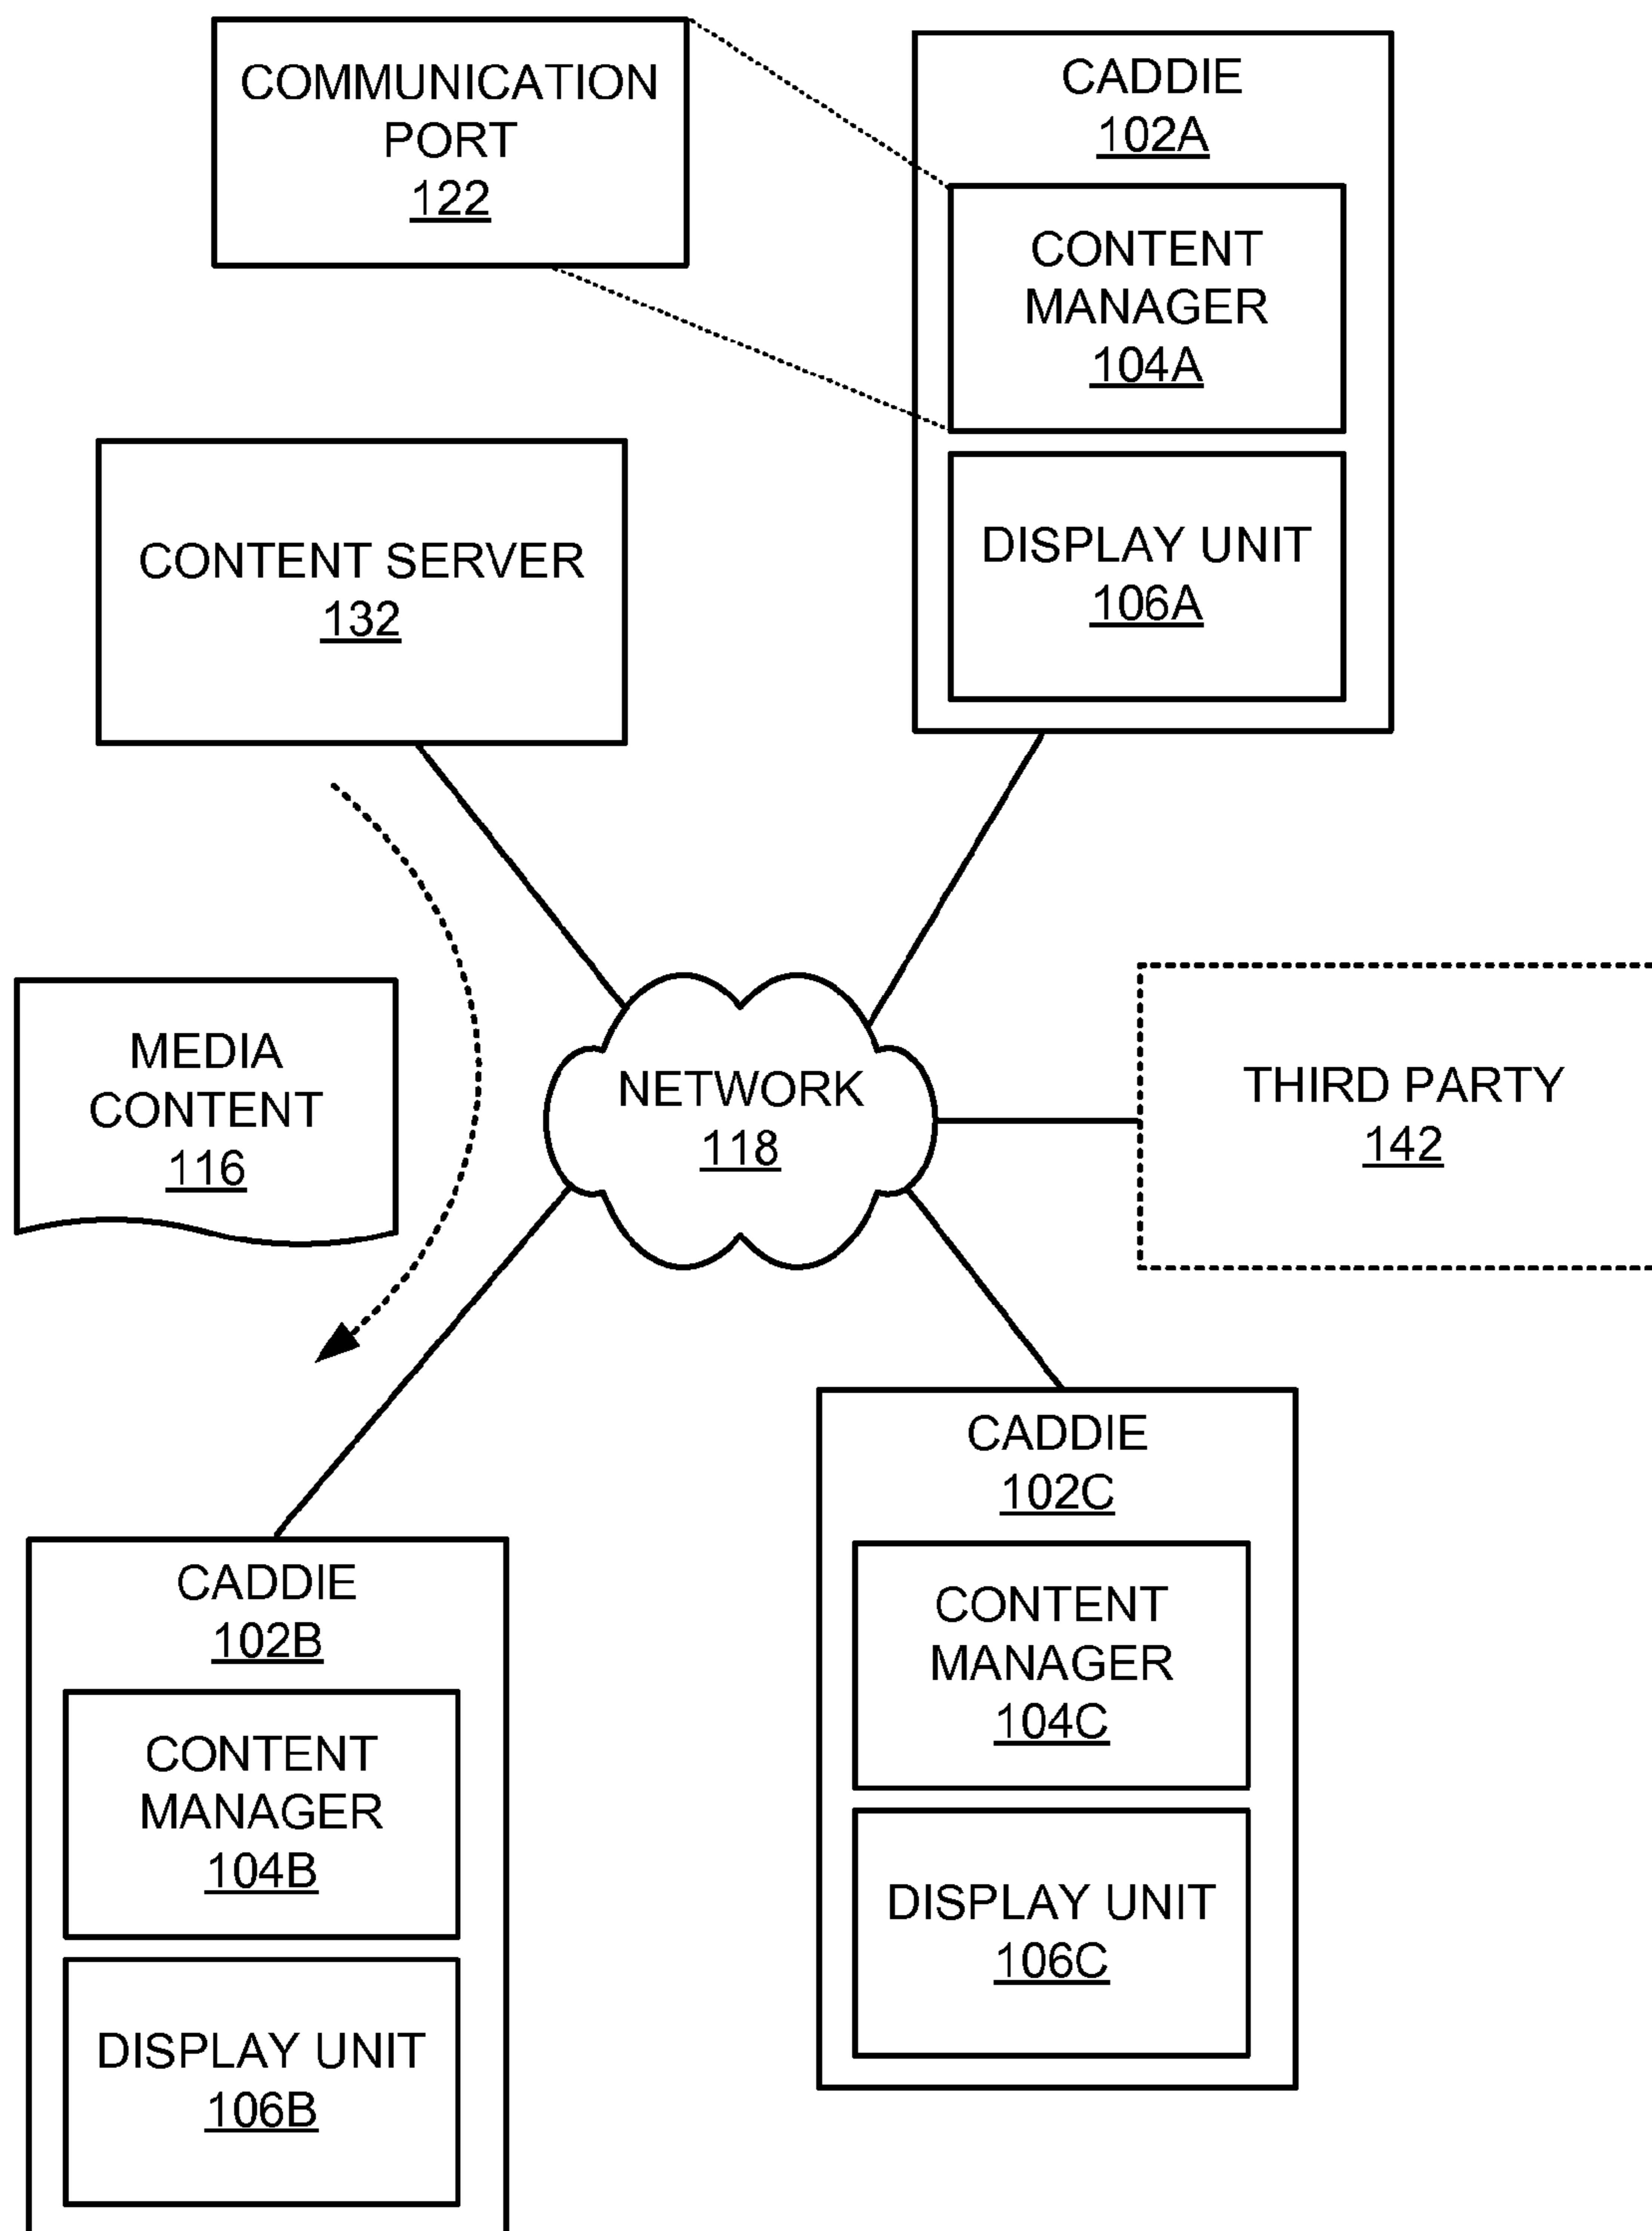 COMMUNICATION
PORT
122
CADDIE
102A
CONTENT
MANAGER
104A
DISPLAY UNIT
106A
CONTENT SERVER
132
MEDIA
CONTENT
116
NETWORK
118
THIRD PARTY
142
CADDIE
102B
CONTENT
MANAGER
104B
DISPLAY UNIT
106B
CADDIE
102C
CONTENT
MANAGER
104C
DISPLAY UNIT
106C